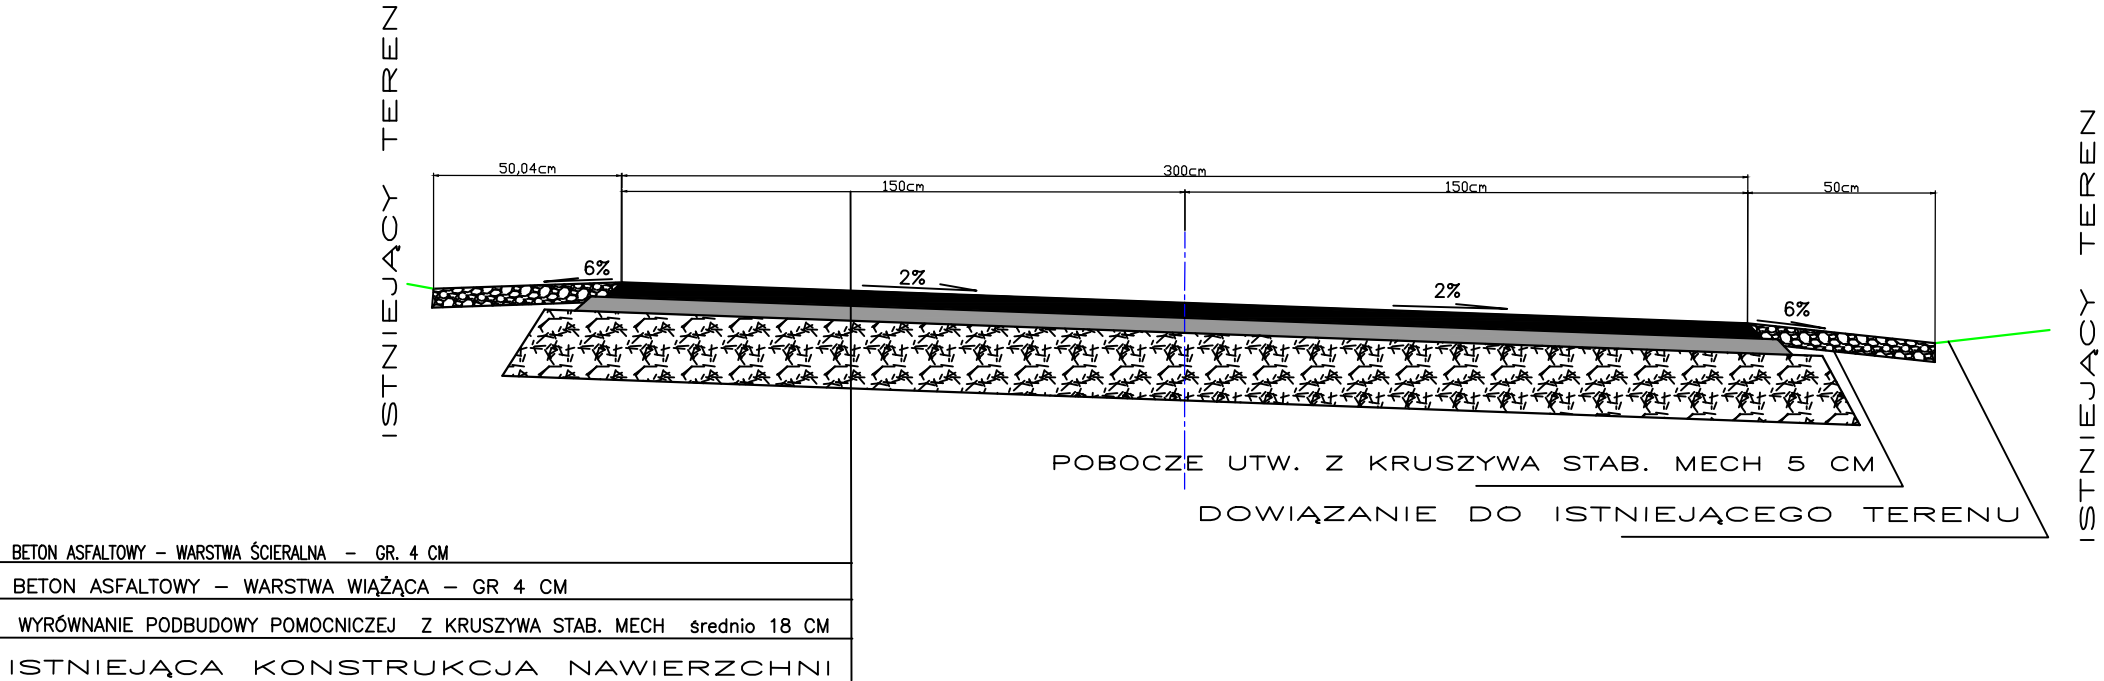 ISTNIEJĄCY TEREN
ISTNIEJĄCY TEREN
50,04cm
300cm
150cm
150cm
50cm
6%
2%
2%
6%
POBOCZE UTW. Z KRUSZYWA STAB. MECH 5 CM
DOWIĄZANIE DO ISTNIEJĄCEGO TERENU
BETON ASFALTOWY – WARSTWA ŚCIERALNA – GR. 4 CM
BETON ASFALTOWY – WARSTWA WIĄŻĄCA – GR 4 CM
WYRÓWNANIE PODBUDOWY POMOCNICZEJ Z KRUSZYWA STAB. MECH średnio 18 CM
ISTNIEJĄCA KONSTRUKCJA NAWIERZCHNI